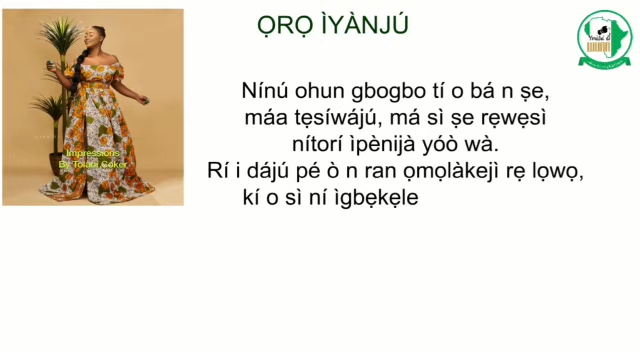 ỌRỌ ÌYÀNJÚ
Nínú ohun gbogbo tí o bá n ṣe,
máa tẹsíwájú, má sì ṣe rẹwẹsì
nítorí ìpènijà yóò wà.
Rí i dájú pé ò n ran ọmọlàkejì rẹ lọwọ,
kí o sì ní ìgbẹkẹle
Impressions
By Tolani Coker